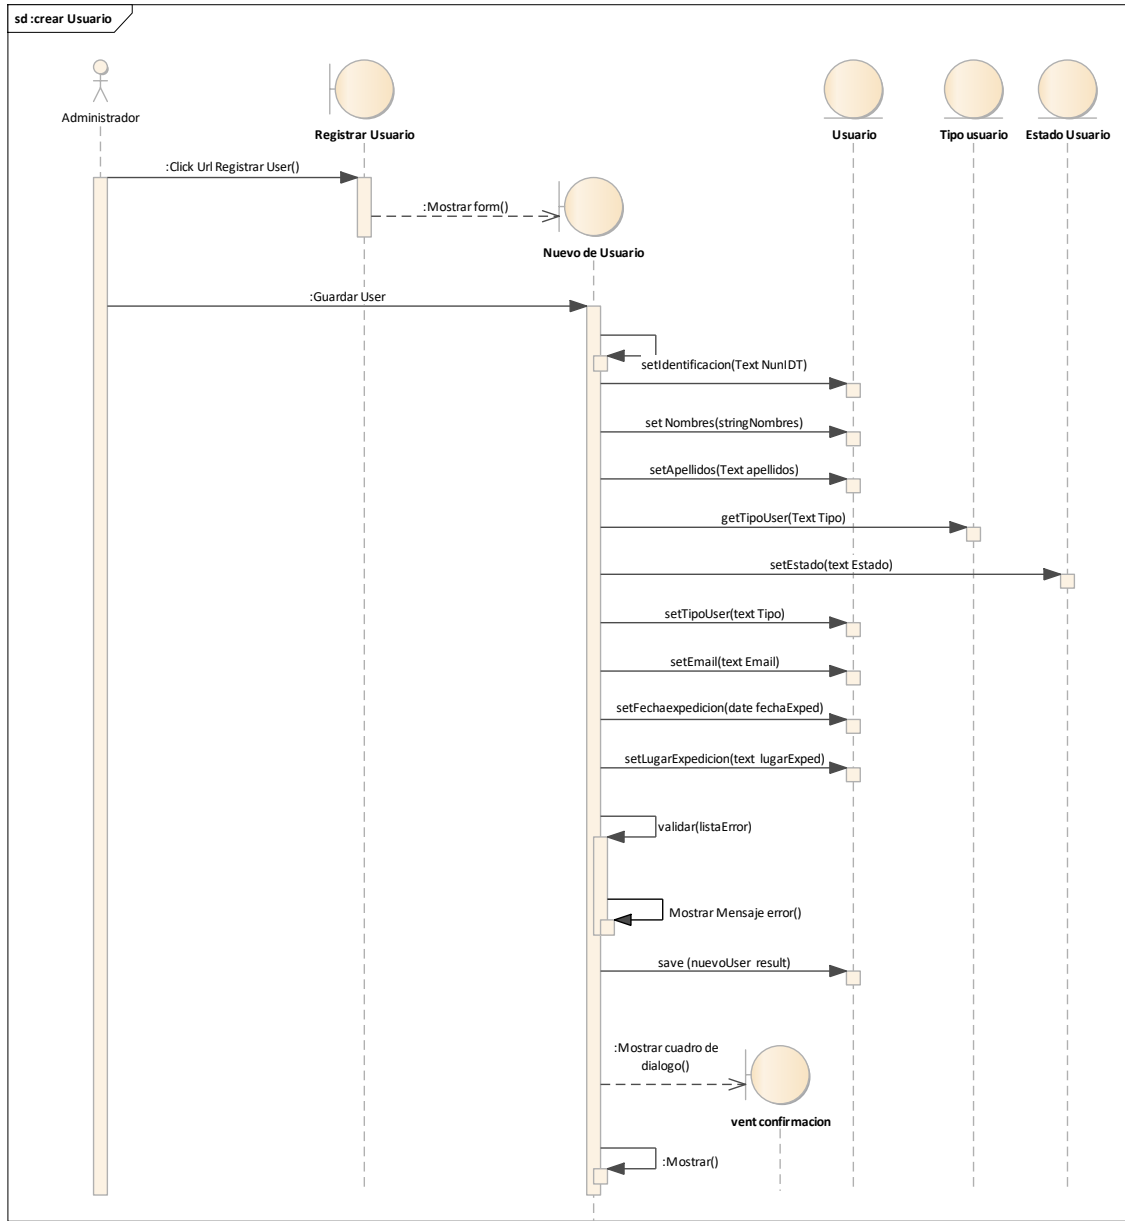 sd :crear Usuario
Administrador
Registrar Usuario
Usuario
Tipo usuario
Estado Usuario
:Click Url Registrar User()
:Mostrar form()
Nuevo de Usuario
:Guardar User
setIdentificacion(Text NunIDT)
set Nombres(stringNombres)
setApellidos(Text apellidos)
getTipoUser(Text Tipo)
setEstado(text Estado)
setTipoUser(text Tipo)
setEmail(text Email)
setFechaexpedicion(date fechaExped)
setLugarExpedicion(text lugarExped)
validar(listaError)
Mostrar Mensaje error()
save (nuevoUser result)
:Mostrar cuadro de
dialogo()
vent confirmacion
:Mostrar()